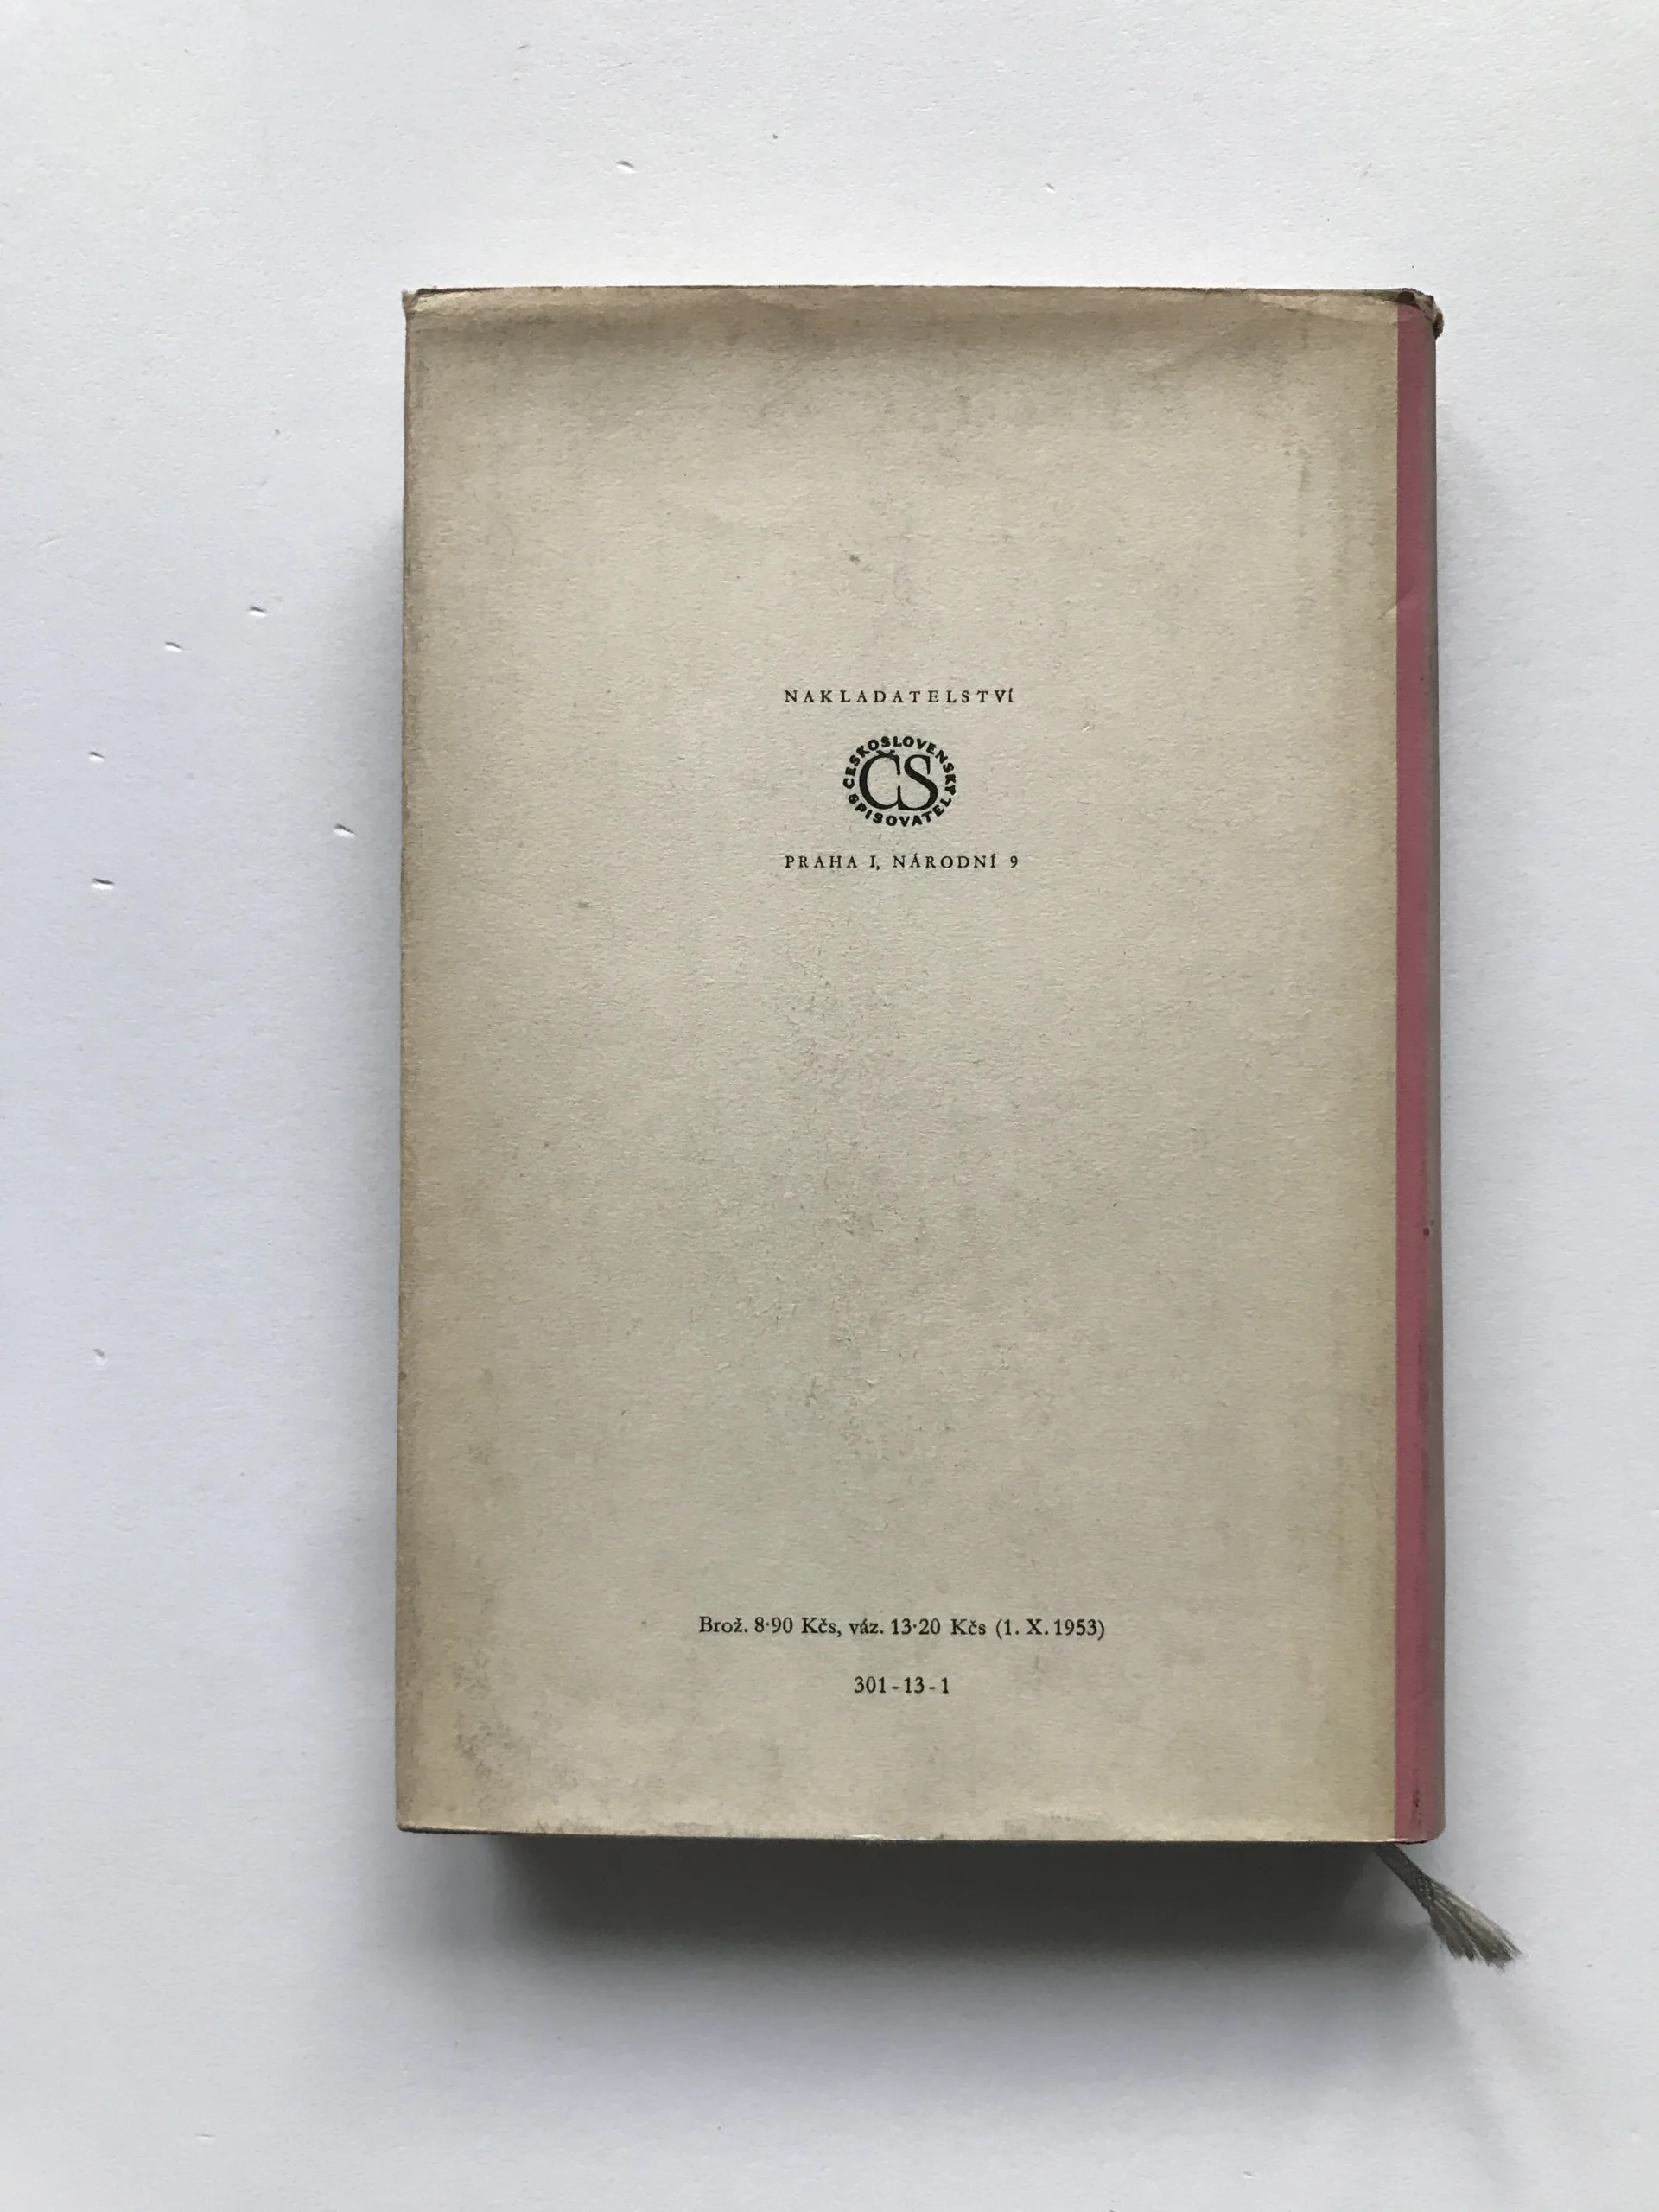 NAKLADATELSTVÍ
ČESKOSLOVENSKÝ
ČS
SPISOVATEL
PRAHA I, NÁRODNÍ 9
Brož. 8·90 Kčs, váz. 13·20 Kčs (1. X. 1953)
301-13-1